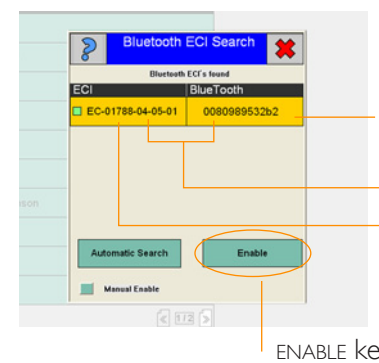 Bluetooth ECI Search
Bluetooth ECI's found
ECI BlueTooth
EC-01788-04-05-01 0080989532b2
son
Automatic Search Enable
Manual Enable
1/2
ENABLE ke